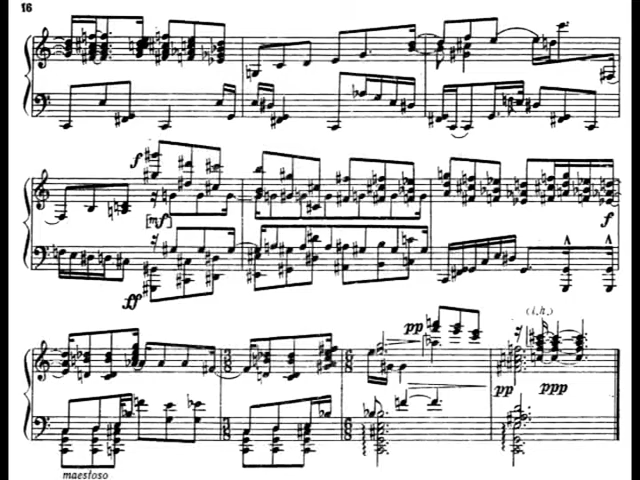 16
f
[mf]
ff
f
pp
(l.h.)
pp
ppp
maestoso